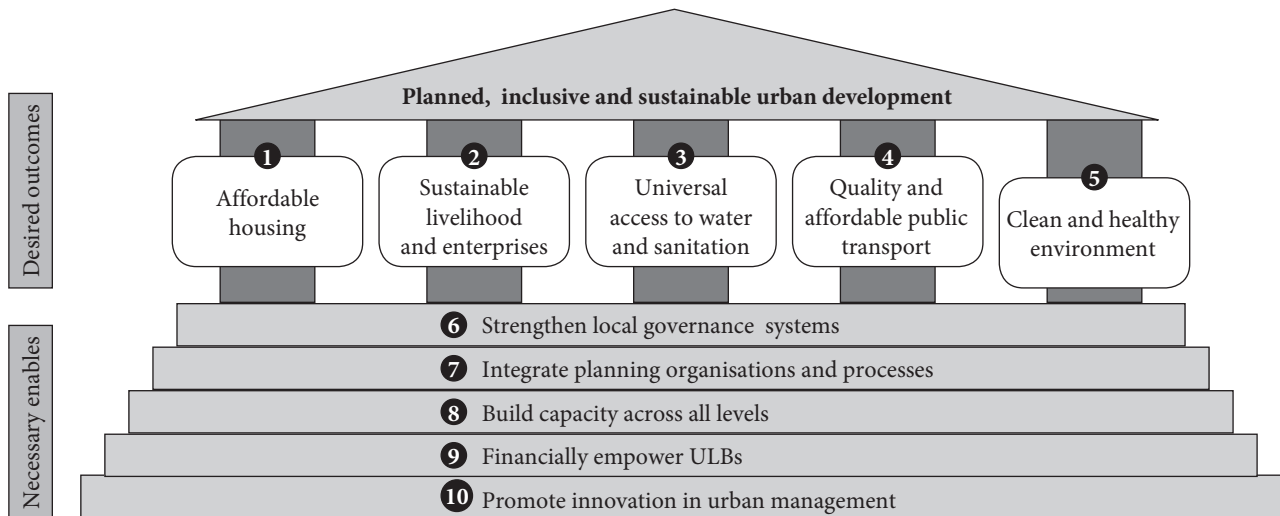 Planned, inclusive and sustainable urban development
Desired outcomes
1
Affordable
housing
2
Sustainable
livelihood
and enterprises
3
Universal
access to water
and sanitation
4
Quality and
affordable public
transport
5
Clean and healthy
environment
Necessary enables
6 Strengthen local governance systems
7 Integrate planning organisations and processes
8 Build capacity across all levels
9 Financially empower ULBs
10 Promote innovation in urban management